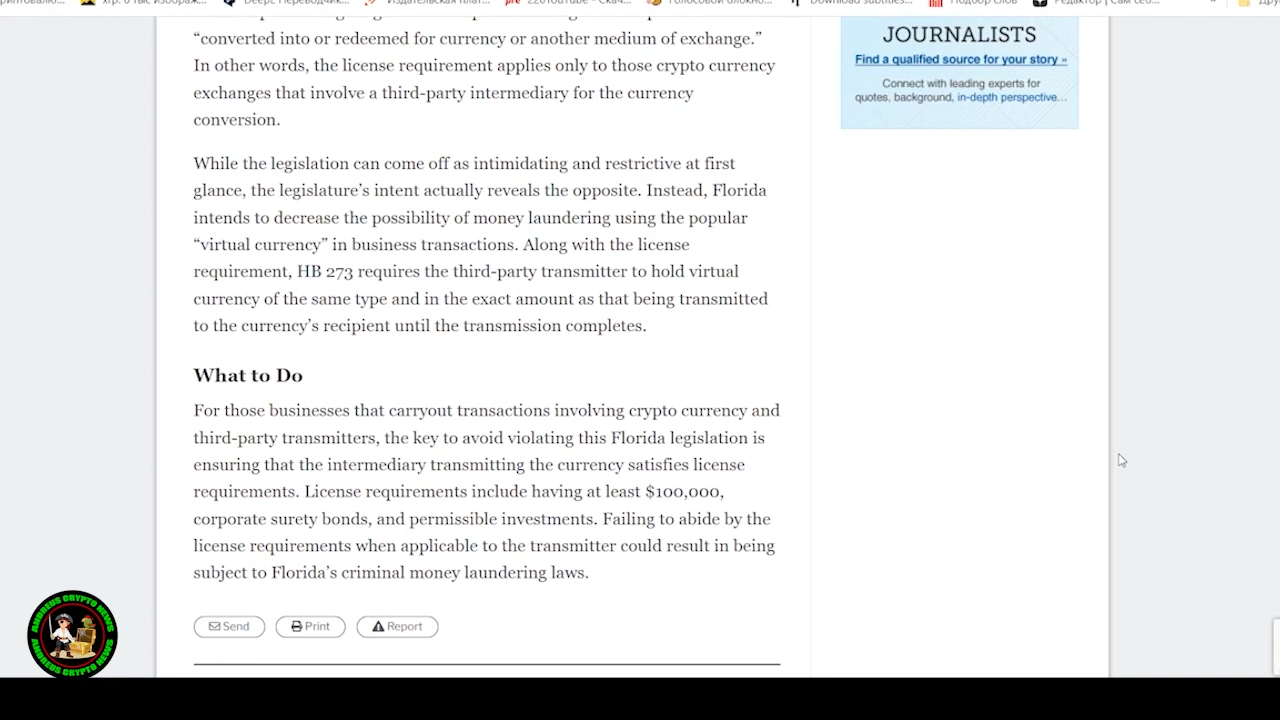 Download subtitles...
“converted into or redeemed for currency or another medium of exchange.”
In other words, the license requirement applies only to those crypto currency
exchanges that involve a third-party intermediary for the currency
conversion.
While the legislation can come off as intimidating and restrictive at first
glance, the legislature’s intent actually reveals the opposite. Instead, Florida
intends to decrease the possibility of money laundering using the popular
“virtual currency” in business transactions. Along with the license
requirement, HB 273 requires the third-party transmitter to hold virtual
currency of the same type and in the exact amount as that being transmitted
to the currency’s recipient until the transmission completes.
What to Do
For those businesses that carryout transactions involving crypto currency and
third-party transmitters, the key to avoid violating this Florida legislation is
ensuring that the intermediary transmitting the currency satisfies license
requirements. License requirements include having at least $100,000,
corporate surety bonds, and permissible investments. Failing to abide by the
license requirements when applicable to the transmitter could result in being
subject to Florida’s criminal money laundering laws.
Send Print Report
JOURNALISTS
Find a qualified source for your story »
Connect with leading experts for
quotes, background, in-depth perspective...
ANDREUS CRYPTO NEWS
ANDREUS CRYPTO NEWS